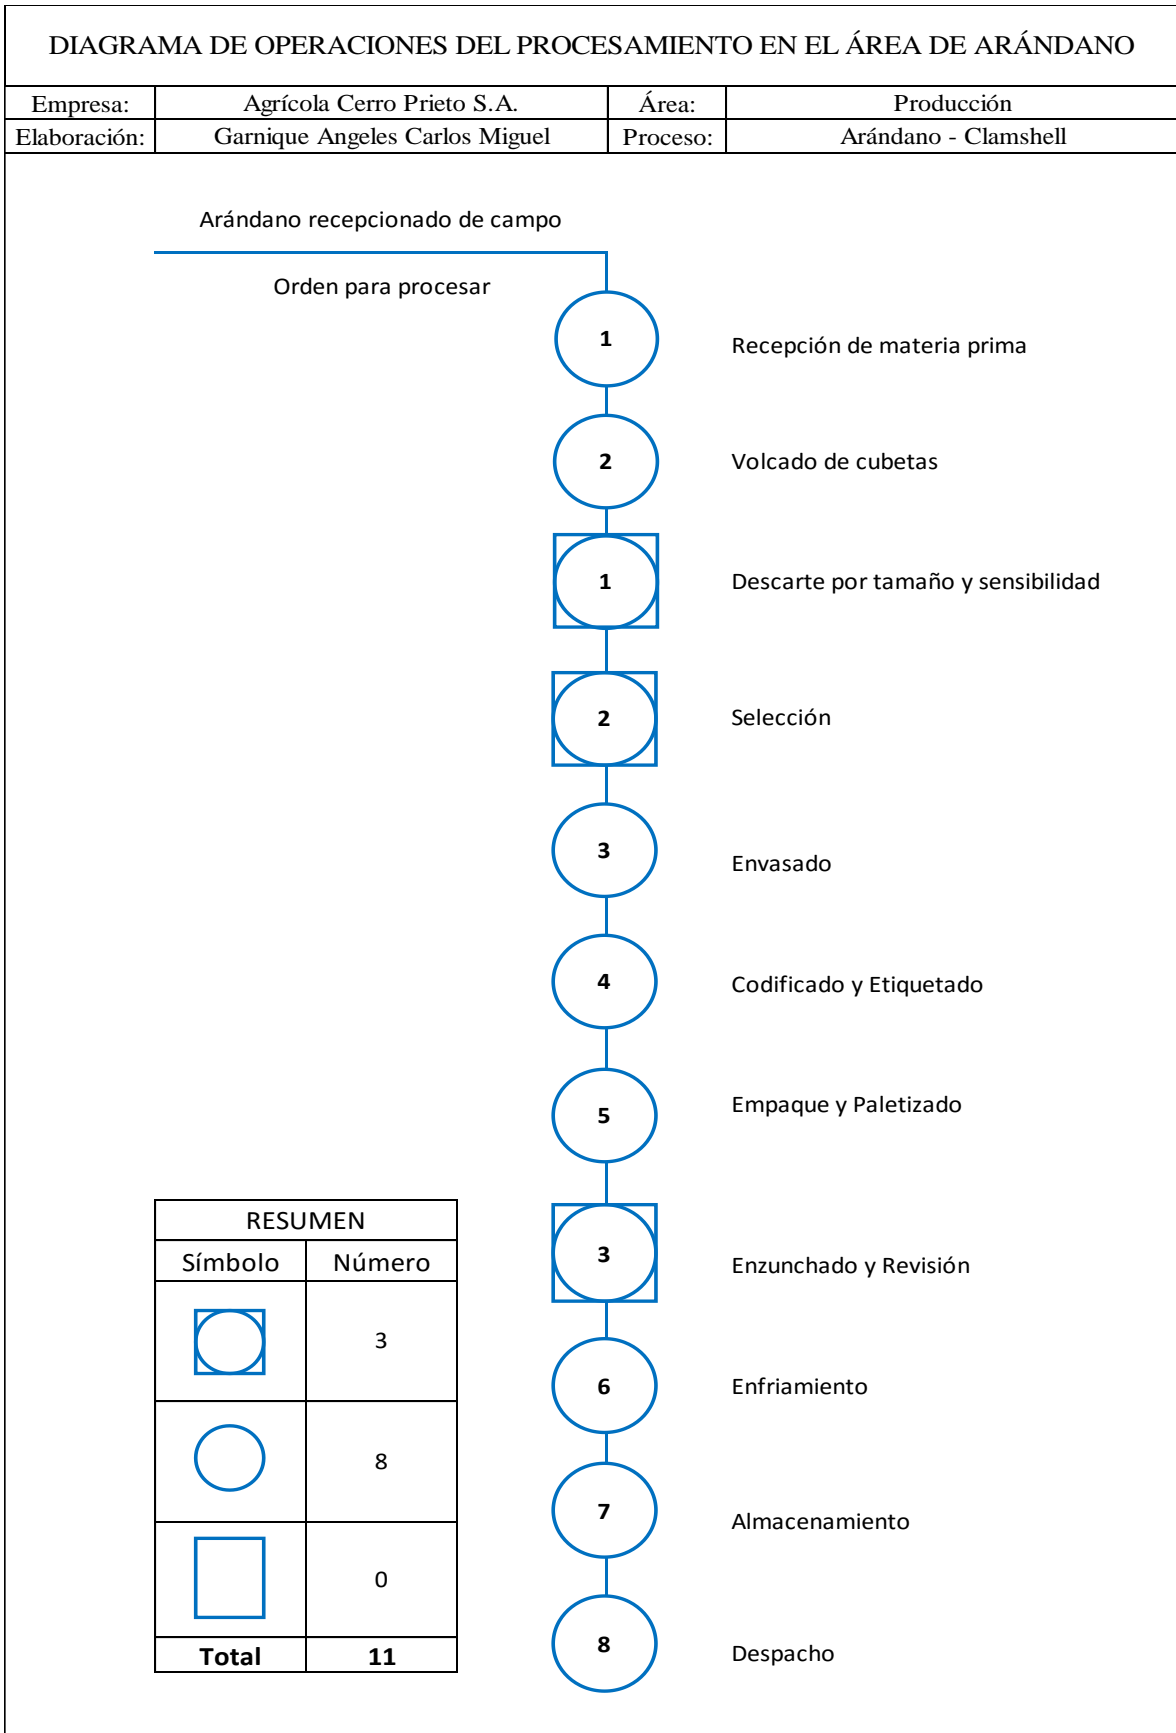 DIAGRAMA DE OPERACIONES DEL PROCESAMIENTO EN EL ÁREA DE ARÁNDANO
Empresa: Agrícola Cerro Prieto S.A. Área: Producción
Elaboración: Garnique Angeles Carlos Miguel Proceso: Arándano - Clamshell
Arándano recepcionado de campo
Orden para procesar
1 Recepción de materia prima
2 Volcado de cubetas
1 Descarte por tamaño y sensibilidad
2 Selección
3 Envasado
4 Codificado y Etiquetado
5 Empaque y Paletizado
3 Enzunchado y Revisión
6 Enfriamiento
7 Almacenamiento
8 Despacho
RESUMEN
Símbolo Número
3
8
0
Total 11